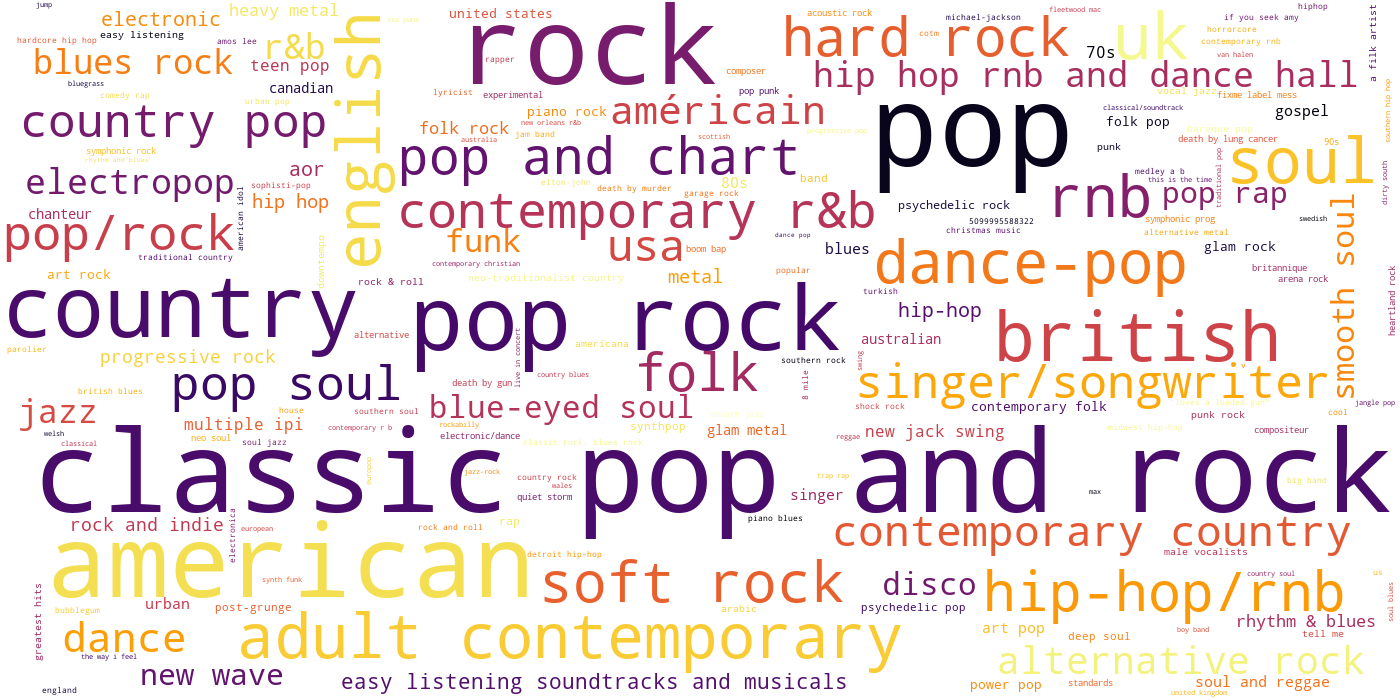 jump
electronic
heavy metal
easy listening
hardcore hip hop
amos lee
r&b
blues rock
teen pop
bluegrass
canadian
comedy rap
urban pop
country pop
symphonic rock
rhythm and blues
aor
electropop
sophisti-pop
hip hop
american idol
chanteur
pop/rock
traditional country
english
downtempo
united states
rock
rapper
composer
lyricist
experimental
pop punk
piano rock
américain
new orleans r&b
folk rock
jam band
australia
scottish
progressive pop
pop and chart
elton-john
death by murder
80s
garage rock
band
contemporary r&b
funk
usa
boom bap
dance pop
contemporary christian
neo-traditionalist country
metal
popular
acoustic rock
michael-jackson
fleetwood mac
hiphop
if you seek amy
horrorcore
contemporary rnb
van halen
a filk artist
hard rock
cotm
70s
uk
hip hop rnb and dance hall
vocal jazz
fixme label mess
southern hip hop
pop
classical/soundtrack
folk pop
gospel
baroque pop
death by lung cancer
90s
punk
soul
medley a b
this is the time
traditional pop
dirty south
rnb
pop rap
psychedelic rock
5099995588322
christmas music
symphonic prog
swedish
alternative metal
blues
glam rock
dance-pop
britannique
arena rock
smooth soul
heartland rock
turkish
hip-hop
australian
british
art rock
rock & roll
country
pop rock
alternative
americana
live in concert
southern rock
parolier
progressive rock
folk
country blues
8 mile
swing
singer/songwriter
pop soul
death by gun
british blues
jazz
house
southern soul
blue-eyed soul
shock rock
contemporary folk
punk rock
cool
jangle pop
multiple ipi
contemporary r b
rockabilly
synthpop
glam metal
welsh
classical
neo soul
soul jazz
electronic/dance
classic rock. blues rock
reggae
new jack swing
midwest hip-hop
compositeur
classic pop and rock
europop
jazz-rock
country rock
wales
quiet storm
singer
trap rap
max
big band
piano blues
rock and indie
electronica
european
rock and roll
rap
contemporary country
male vocalists
american
detroit hip-hop
synth funk
soft rock
disco
country soul
us
hip-hop/rnb
soul blues
greatest hits
bubblegum
urban
post-grunge
arabic
psychedelic pop
rhythm & blues
dance
adult contemporary
art pop
deep soul
boy band
tell me
the way i feel
new wave
alternative rock
england
easy listening soundtracks and musicals
power pop
standards
soul and reggae
united kingdom